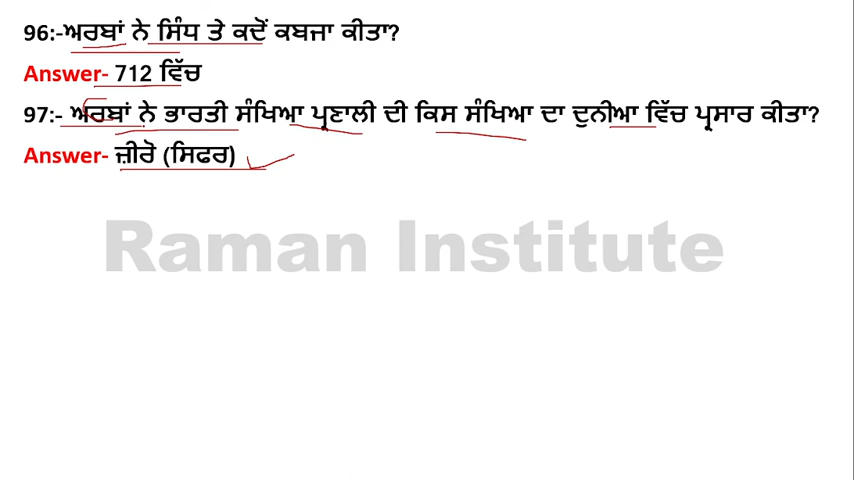 96:-ਅਰਬਾਂ ਨੇ ਸਿੰਧ ਤੇ ਕਦੋਂ ਕਬਜਾ ਕੀਤਾ?
Answer- 712 ਵਿੱਚ
97:- ਅਰਬਾਂ ਨੇ ਭਾਰਤੀ ਸੰਖਿਆ ਪ੍ਰਣਾਲੀ ਦੀ ਕਿਸ ਸੰਖਿਆ ਦਾ ਦੁਨੀਆ ਵਿੱਚ ਪ੍ਰਸਾਰ ਕੀਤਾ?
Answer- ਜ਼ੀਰੋ (ਸਿਫਰ)
Raman Institute